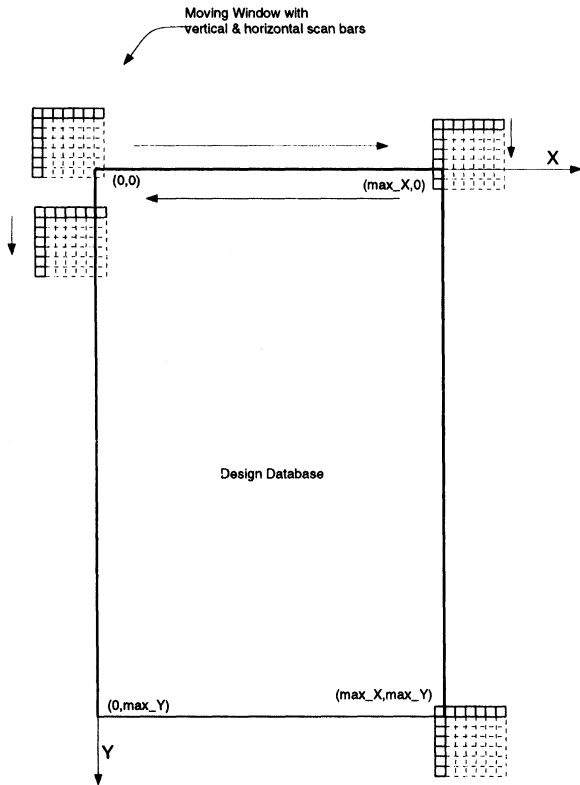 Moving Window with
vertical & horizontal scan bars
X
(0,0)
(max_X,0)
Design Database
(max_X,max_Y)
(0,max_Y)
Y